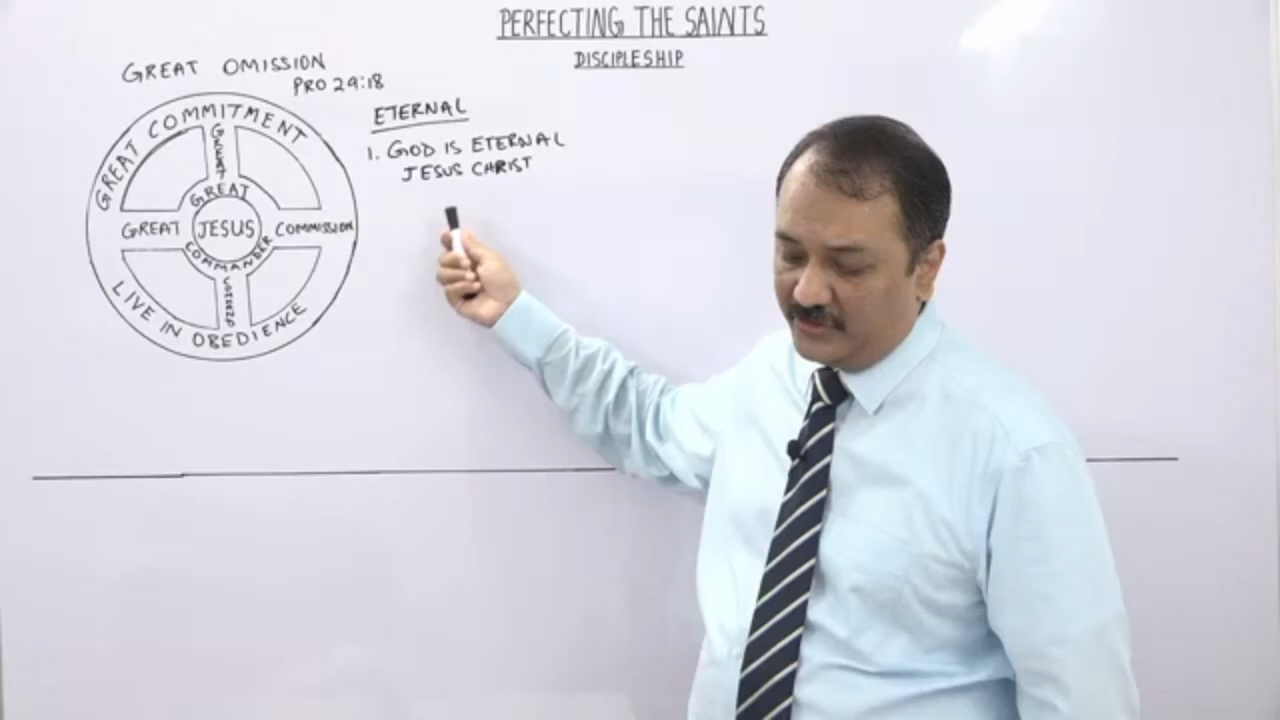 PERFECTING THE SAINTS
DISCIPLESHIP
GREAT OMISSION
PRO 29:18
GREAT COMMITMENT
GREAT
GREAT
GREAT JESUS COMMISSION
COMMANDER
COMMAND
LIVE IN OBEDIENCE
ETERNAL
1. GOD IS ETERNAL
JESUS CHRIST